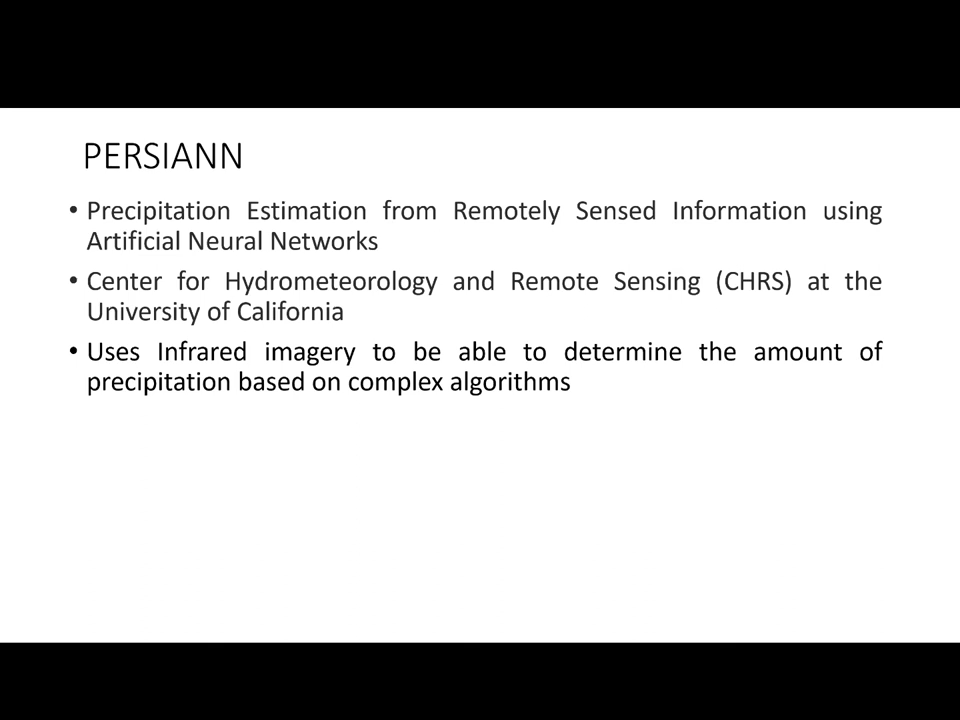 PERSIANN
• Precipitation Estimation from Remotely Sensed Information using
Artificial Neural Networks
• Center for Hydrometeorology and Remote Sensing (CHRS) at the
University of California
• Uses Infrared imagery to be able to determine the amount of
precipitation based on complex algorithms